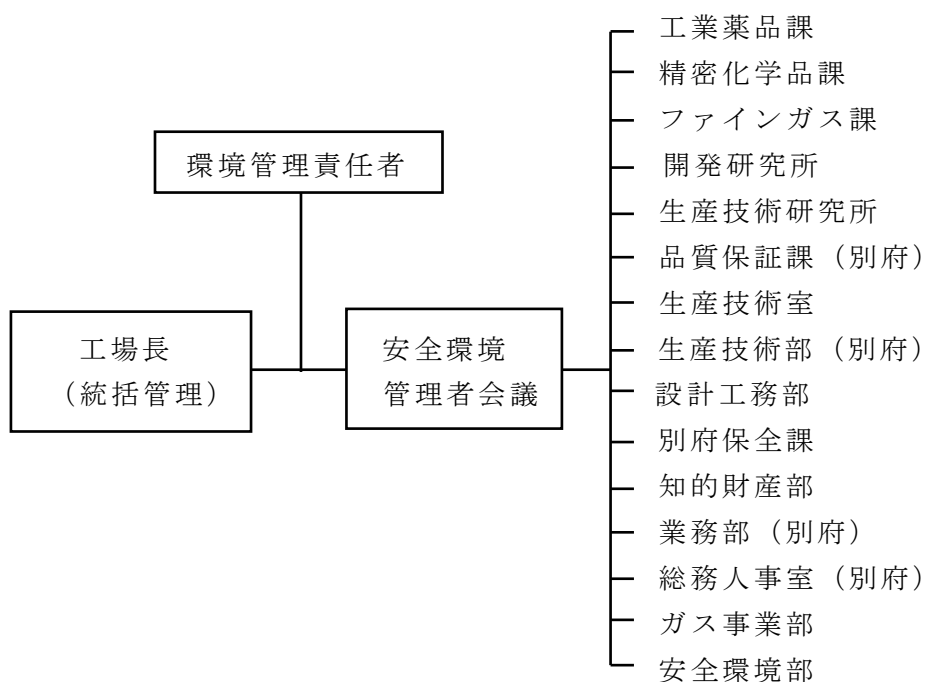 環境管理責任者
工場長
（統括管理）
安全環境
管理者会議
工業薬品課
精密化学品課
ファインガス課
開発研究所
生産技術研究所
品質保証課（別府）
生産技術室
生産技術部（別府）
設計工務部
別府保全課
知的財産部
業務部（別府）
総務人事室（別府）
ガス事業部
安全環境部